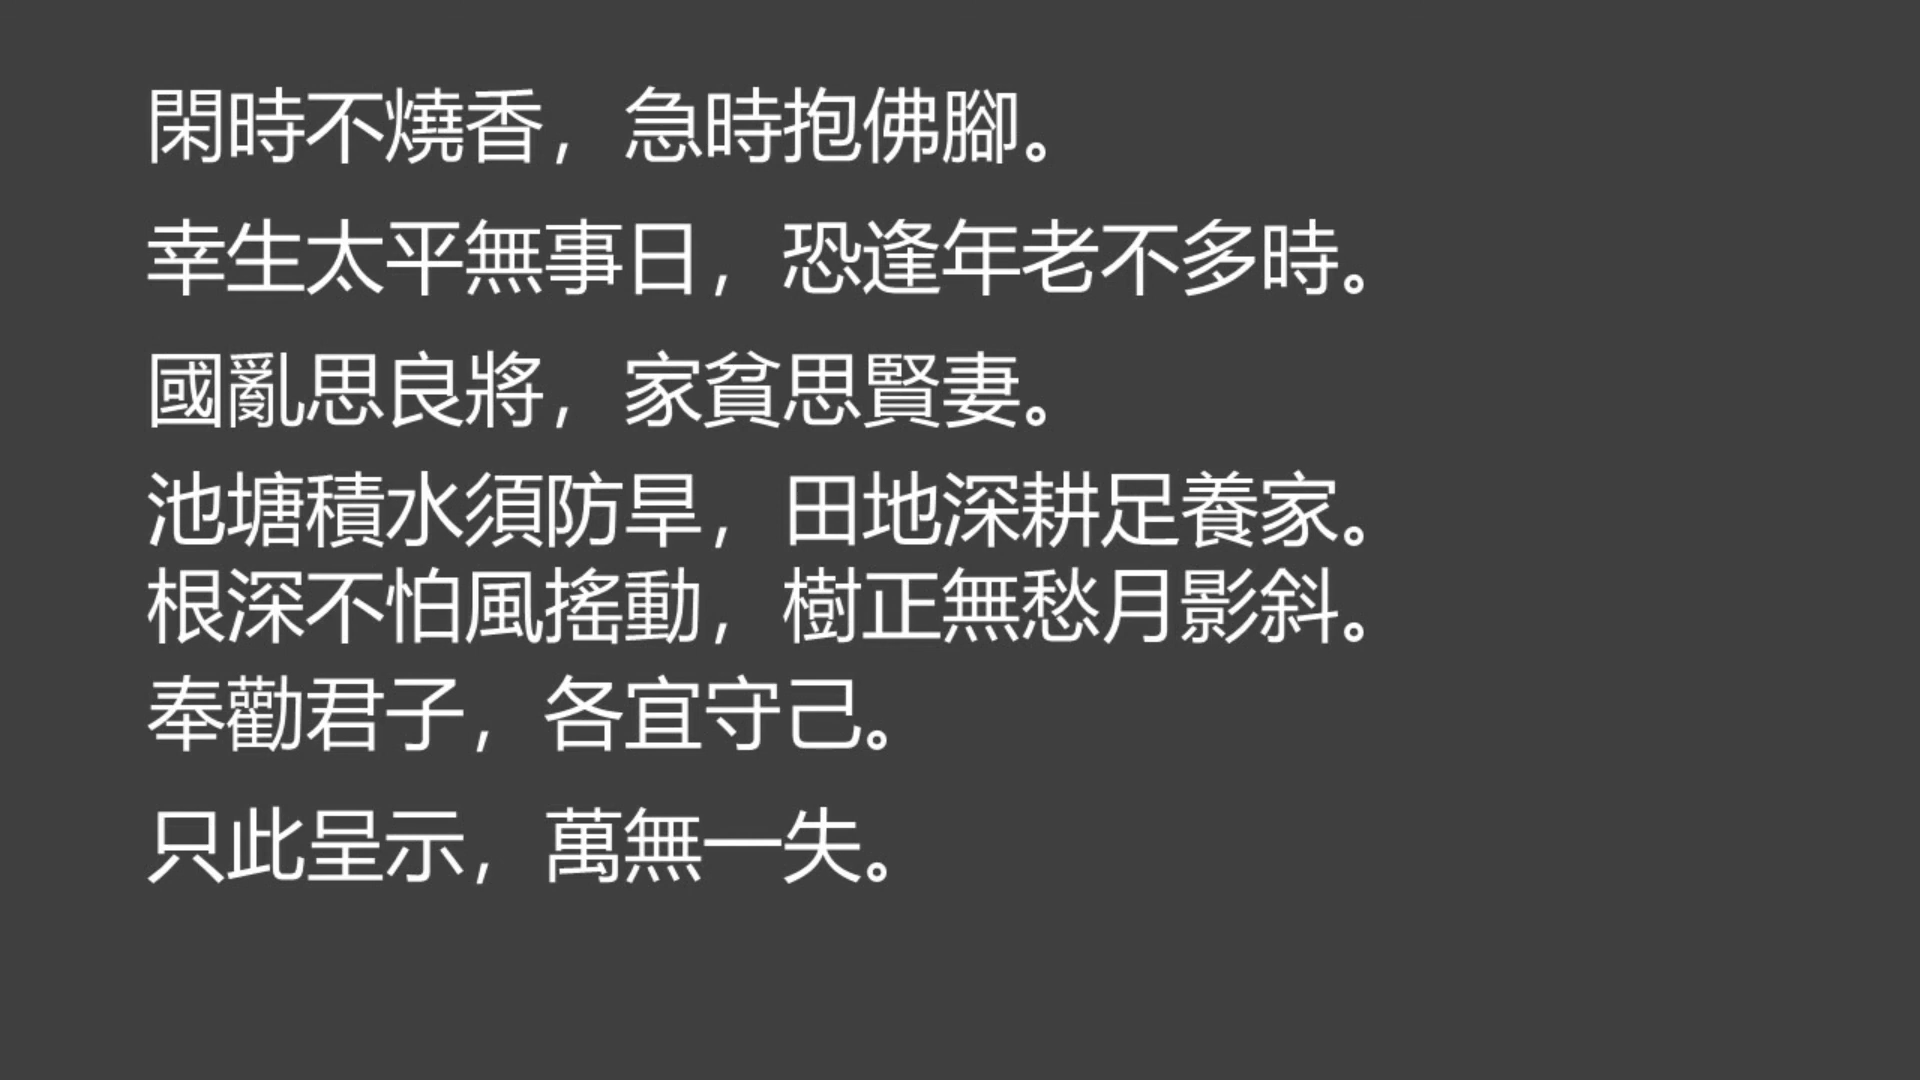 閑時不燒香，急時抱佛腳。
幸生太平無事日，恐逢年老不多時。
國亂思良將，家貧思賢妻。
池塘積水須防旱，田地深耕足養家。
根深不怕風搖動，樹正無愁月影斜。
奉勸君子，各宜守己。
只此呈示，萬無一失。